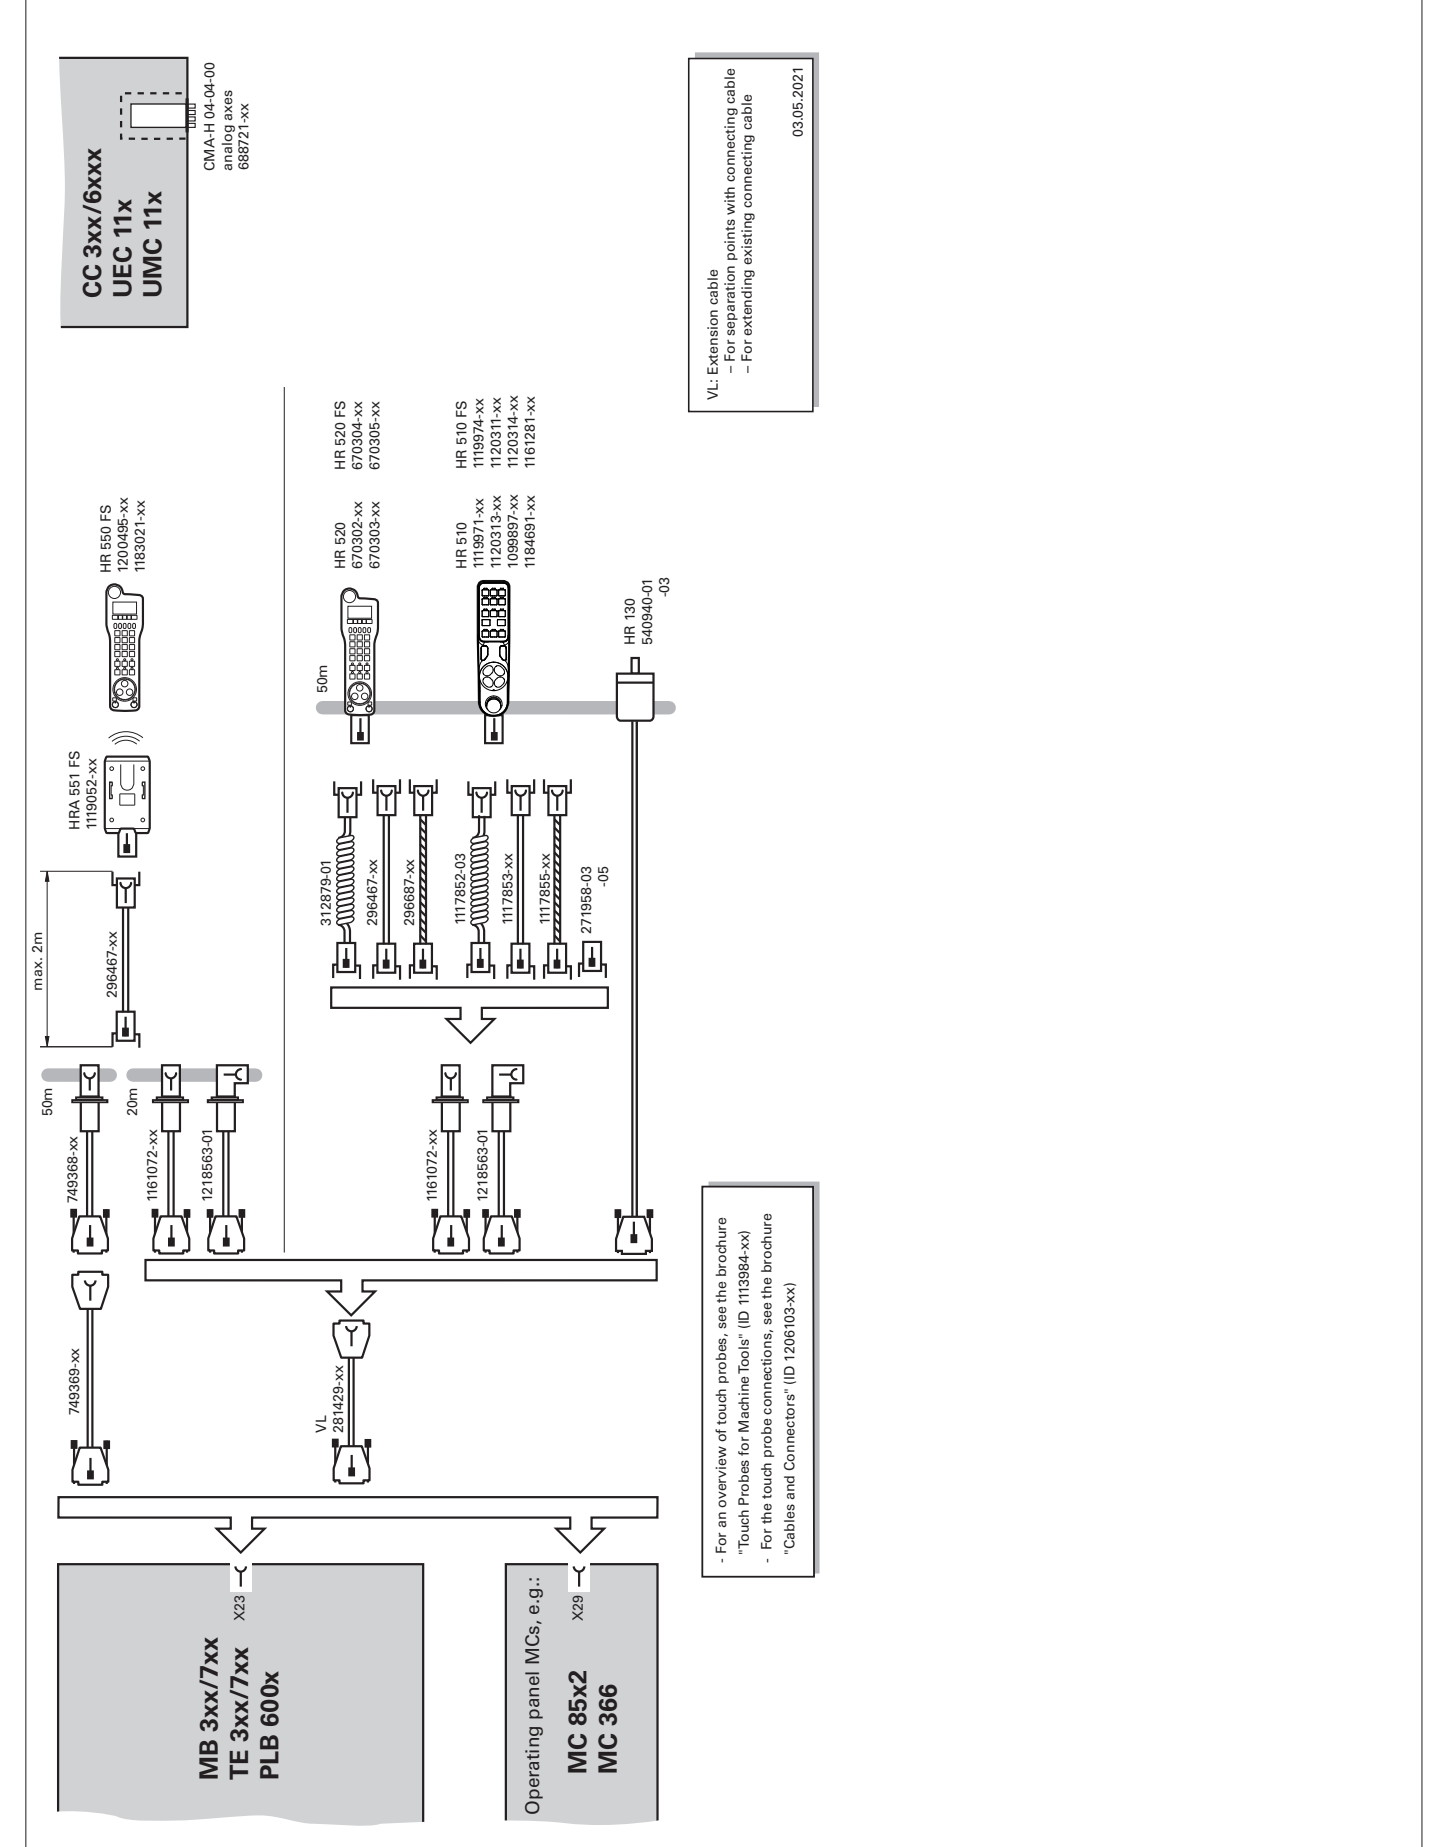 CC 3xx/6xxx
UEC 11x
UMC 11x
CMA-H 04-04-00
analog axes
688721-xx
HR 550 FS
1200495-xx
1183021-xx
HRA 551 FS
1119052-xx
max. 2m
296467-xx
50m
749368-xx
20m
1161072-xx
1218563-01
749369-xx
HR 520
670302-xx
670303-xx
HR 520 FS
670304-xx
670305-xx
HR 510
1119971-xx
1120313-xx
1099897-xx
1184691-xx
HR 510 FS
1119974-xx
1120311-xx
1120314-xx
1161281-xx
50m
HR 130
540940-01
-03
312879-01
296467-xx
296687-xx
1117852-03
1117853-xx
1117855-xx
271958-03
-05
1161072-xx
1218563-01
VL
281429-xx
X23
MB 3xx/7xx
TE 3xx/7xx
PLB 600x
Operating panel MCs, e.g.:
X29
MC 85x2
MC 366
VL: Extension cable
– For separation points with connecting cable
– For extending existing connecting cable
03.05.2021
- For an overview of touch probes, see the brochure
"Touch Probes for Machine Tools" (ID 1113984-xx)
- For the touch probe connections, see the brochure
"Cables and Connectors" (ID 1206103-xx)